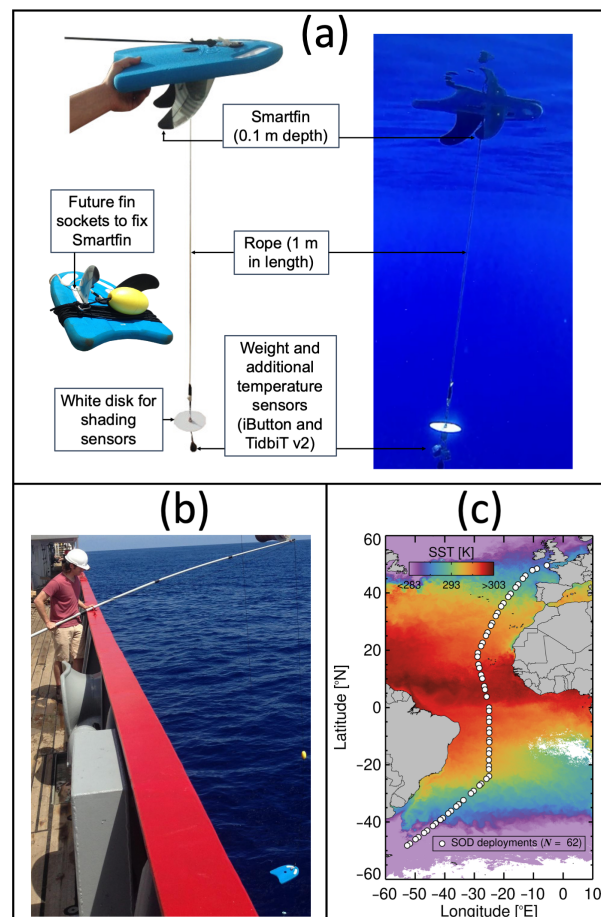 (a)
Smartfin
(0.1 m depth)
Future fin
sockets to fix
Smartfin
Rope (1 m
in length)
Weight and
additional
temperature
sensors
(iButton and
TidbiT v2)
White disk for
shading
sensors
(b)
(c)
SST [K]
<283 293 >303
60
40
20
0
−20
−40
−60
Latitude [°N]
SOD deployments (N = 62)
−60 −50 −40 −30 −20 −10 0 10
Longitude [°E]